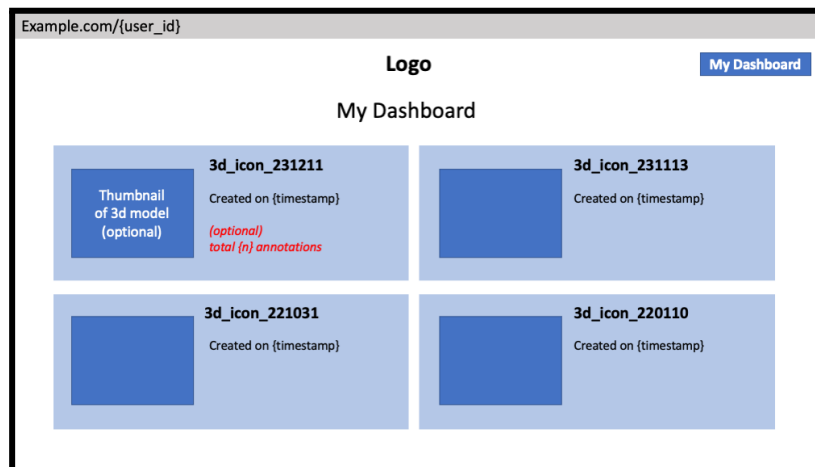 Example.com/{user_id}
Logo
My Dashboard
My Dashboard
3d_icon_231211
Thumbnail
of 3d model
(optional)
Created on {timestamp}
(optional)
total {n} annotations
3d_icon_231113
Created on {timestamp}
3d_icon_221031
Created on {timestamp}
3d_icon_220110
Created on {timestamp}